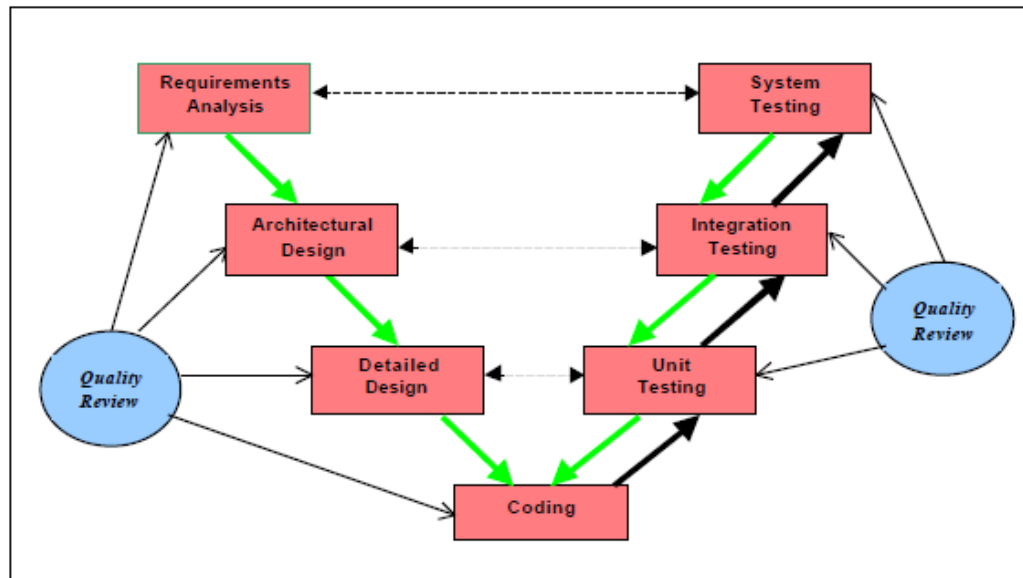 Requirements
Analysis
System
Testing
Architectural
Design
Integration
Testing
Quality
Review
Detailed
Design
Unit
Testing
Quality
Review
Coding